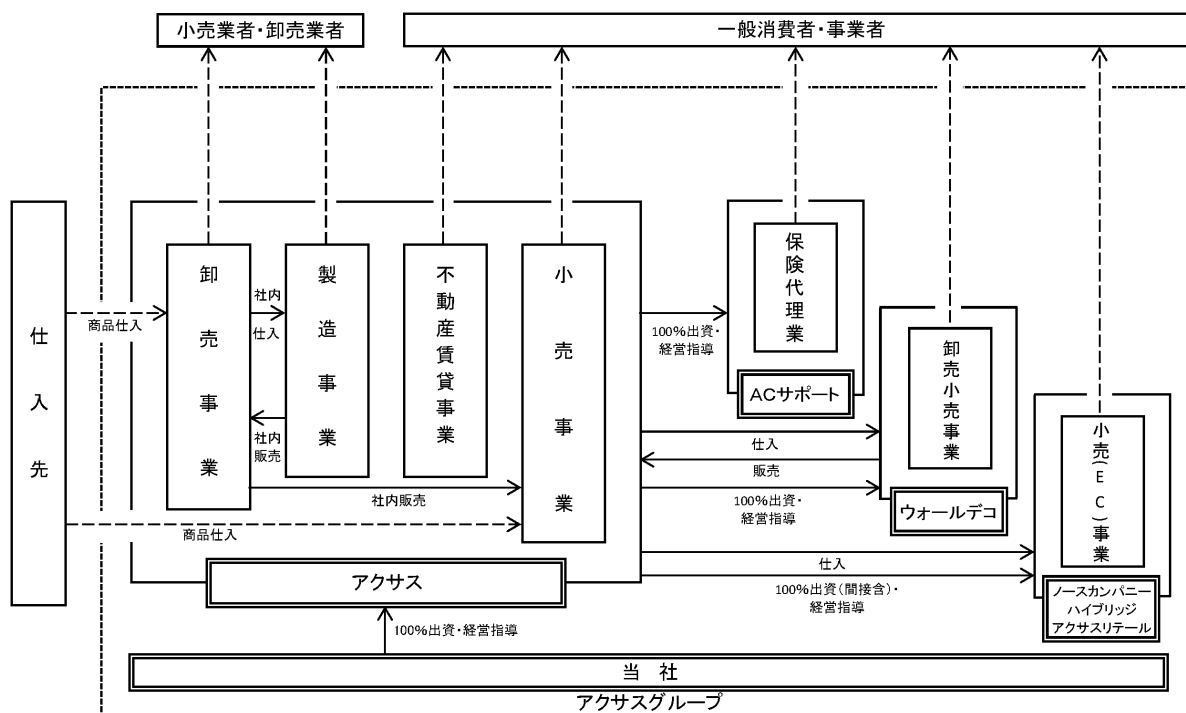 小売業者・卸売業者
一般消費者・事業者
仕入先
商品仕入
卸売事業
社内
仕入
社内
販売
製造事業
不動産賃貸事業
小売事業
社内販売
商品仕入
アクサス
100%出資・経営指導
100%出資・
経営指導
保険代理業
ACサポート
仕入
販売
100%出資・
経営指導
卸売小売事業
ウォールデコ
仕入
100%出資(間接含)・
経営指導
小売(EC)事業
ノースカンパニー
ハイブリッジ
アクサスリテール
当社
アクサスグループ